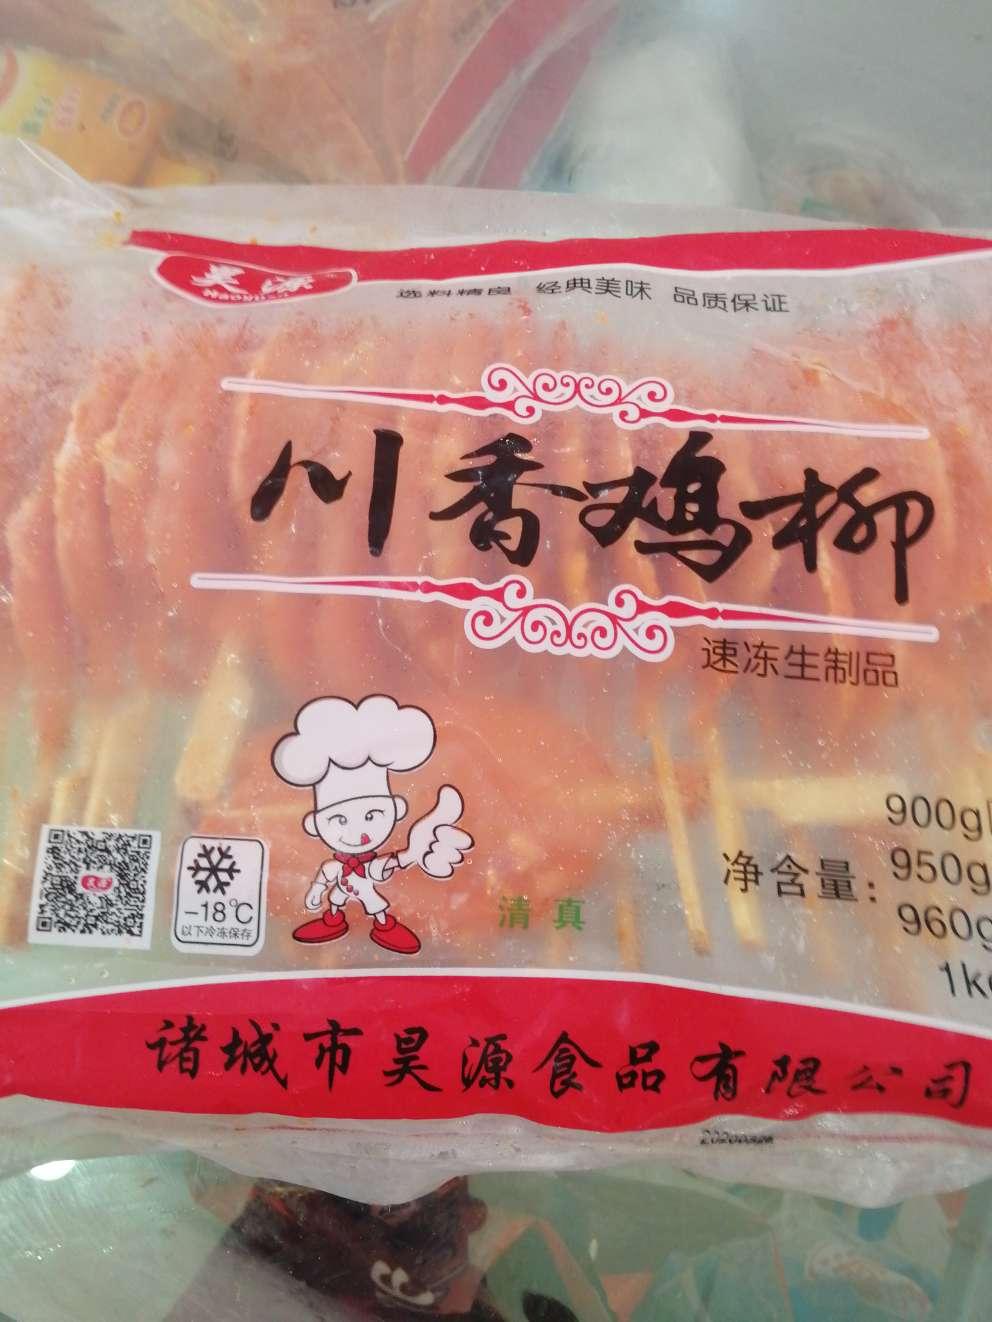 昊源
Haoyuan
选料精良 经典美味 品质保证
川香鸡柳
速冻生制品
900g
净含量: 950g
960g
-18℃
以下冷冻保存
清真
诸城市昊源食品有限公司